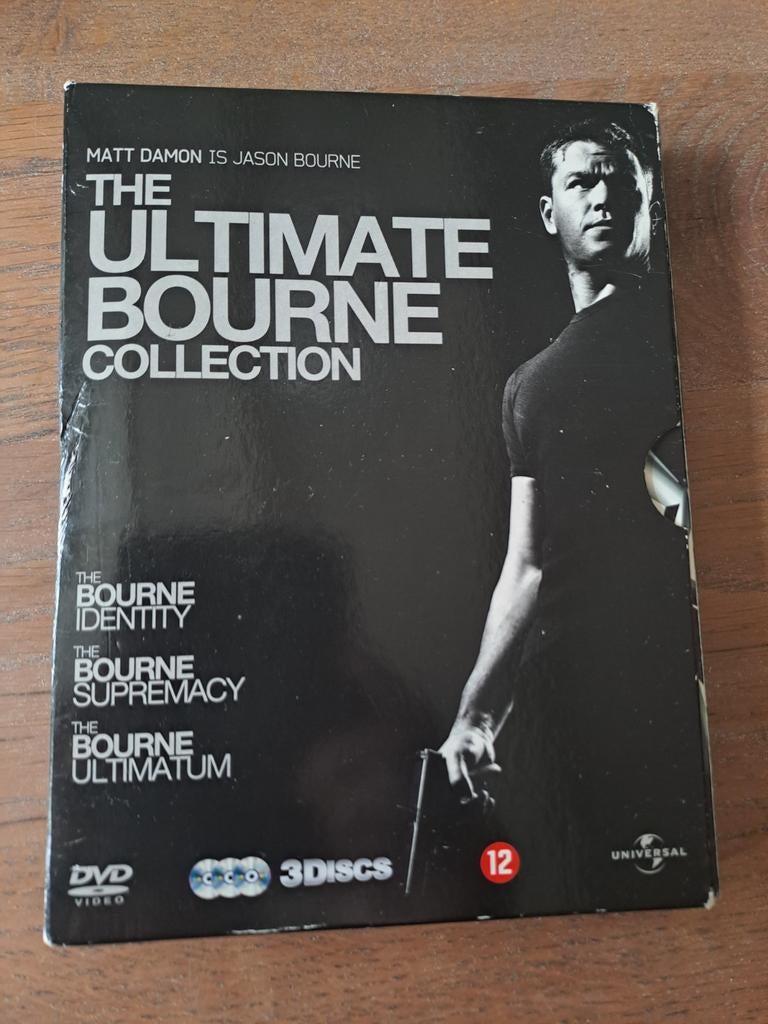 MATT DAMON IS JASON BOURNE
THE
ULTIMATE
BOURNE
COLLECTION
THE
BOURNE
IDENTITY
THE
BOURNE
SUPREMACY
THE
BOURNE
ULTIMATUM
DVD
VIDEO
3DISCS
12
UNIVERSAL